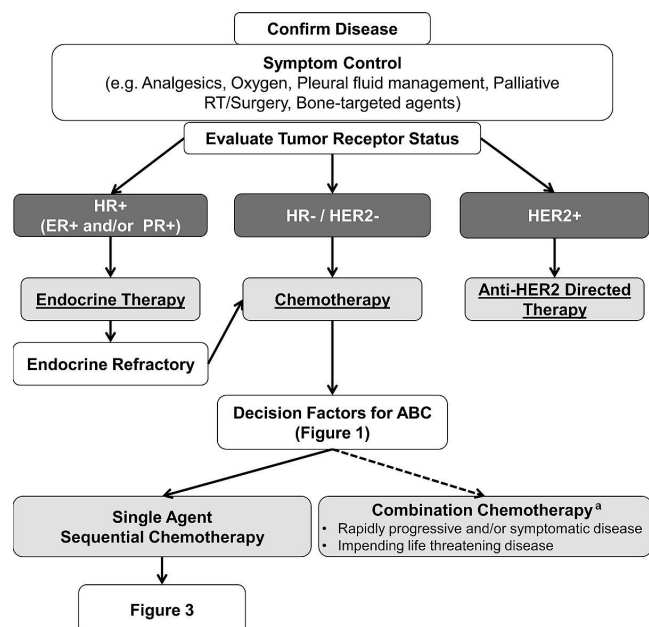 Confirm Disease
Symptom Control
(e.g. Analgesics, Oxygen, Pleural fluid management, Palliative
RT/Surgery, Bone-targeted agents)
Evaluate Tumor Receptor Status
HR+
(ER+ and/or PR+)
HR- / HER2-
HER2+
Endocrine Therapy
Chemotherapy
Anti-HER2 Directed
Therapy
Endocrine Refractory
Decision Factors for ABC
(Figure 1)
Single Agent
Sequential Chemotherapy
Combination Chemotherapy a
• Rapidly progressive and/or symptomatic disease
• Impending life threatening disease
Figure 3